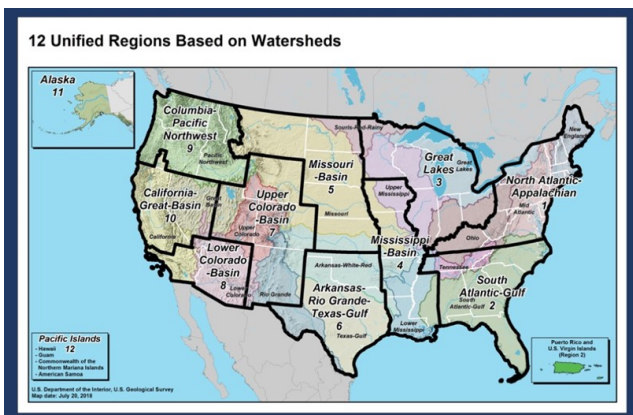 12 Unified Regions Based on Watersheds
Alaska
11
Columbia-
Pacific
Northwest
9
Pacific
Northwest
Souris-Red-Rainy
Missouri
-Basin
5
Missouri
Great
Lakes
3
Great
Lakes
Upper
Mississippi
New
England
North Atlantic-
Appalachian
1
Mid
Atlantic
California-
Great-Basin
10
Great
Basin
California
Upper
Colorado
-Basin
7
Upper
Colorado
Mississippi
-Basin
4
Ohio
Tennessee
Lower
Colorado
-Basin
8
Lower
Colorado
Rio Grande
Arkansas-White-Red
Arkansas-
Rio Grande-
Texas-Gulf
6
Texas-Gulf
Lower
Mississippi
South
Atlantic-Gulf
2
South
Atlantic-Gulf
Pacific Islands
12
- Hawaii
- Guam
- Commonwealth of the
Northern Mariana Islands
- American Samoa
Puerto Rico and
U.S. Virgin Islands
(Region 2)
U.S. Department of the Interior, U.S. Geological Survey
Map date: July 20, 2018